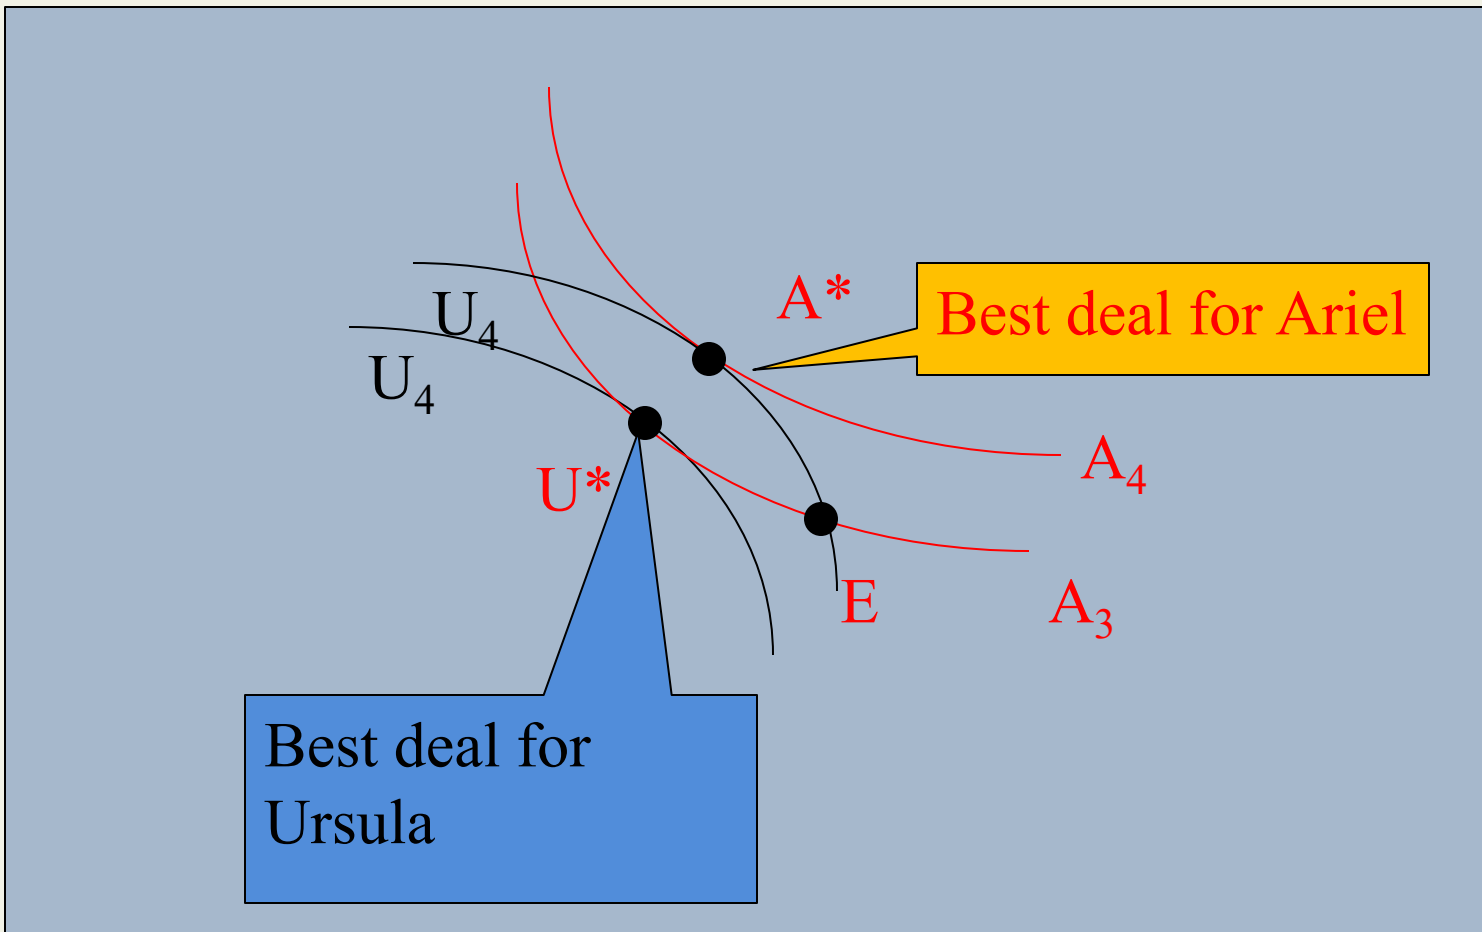 A*
Best deal for Ariel
U₄
U₄
A₄
U*
E
A₃
Best deal for
Ursula